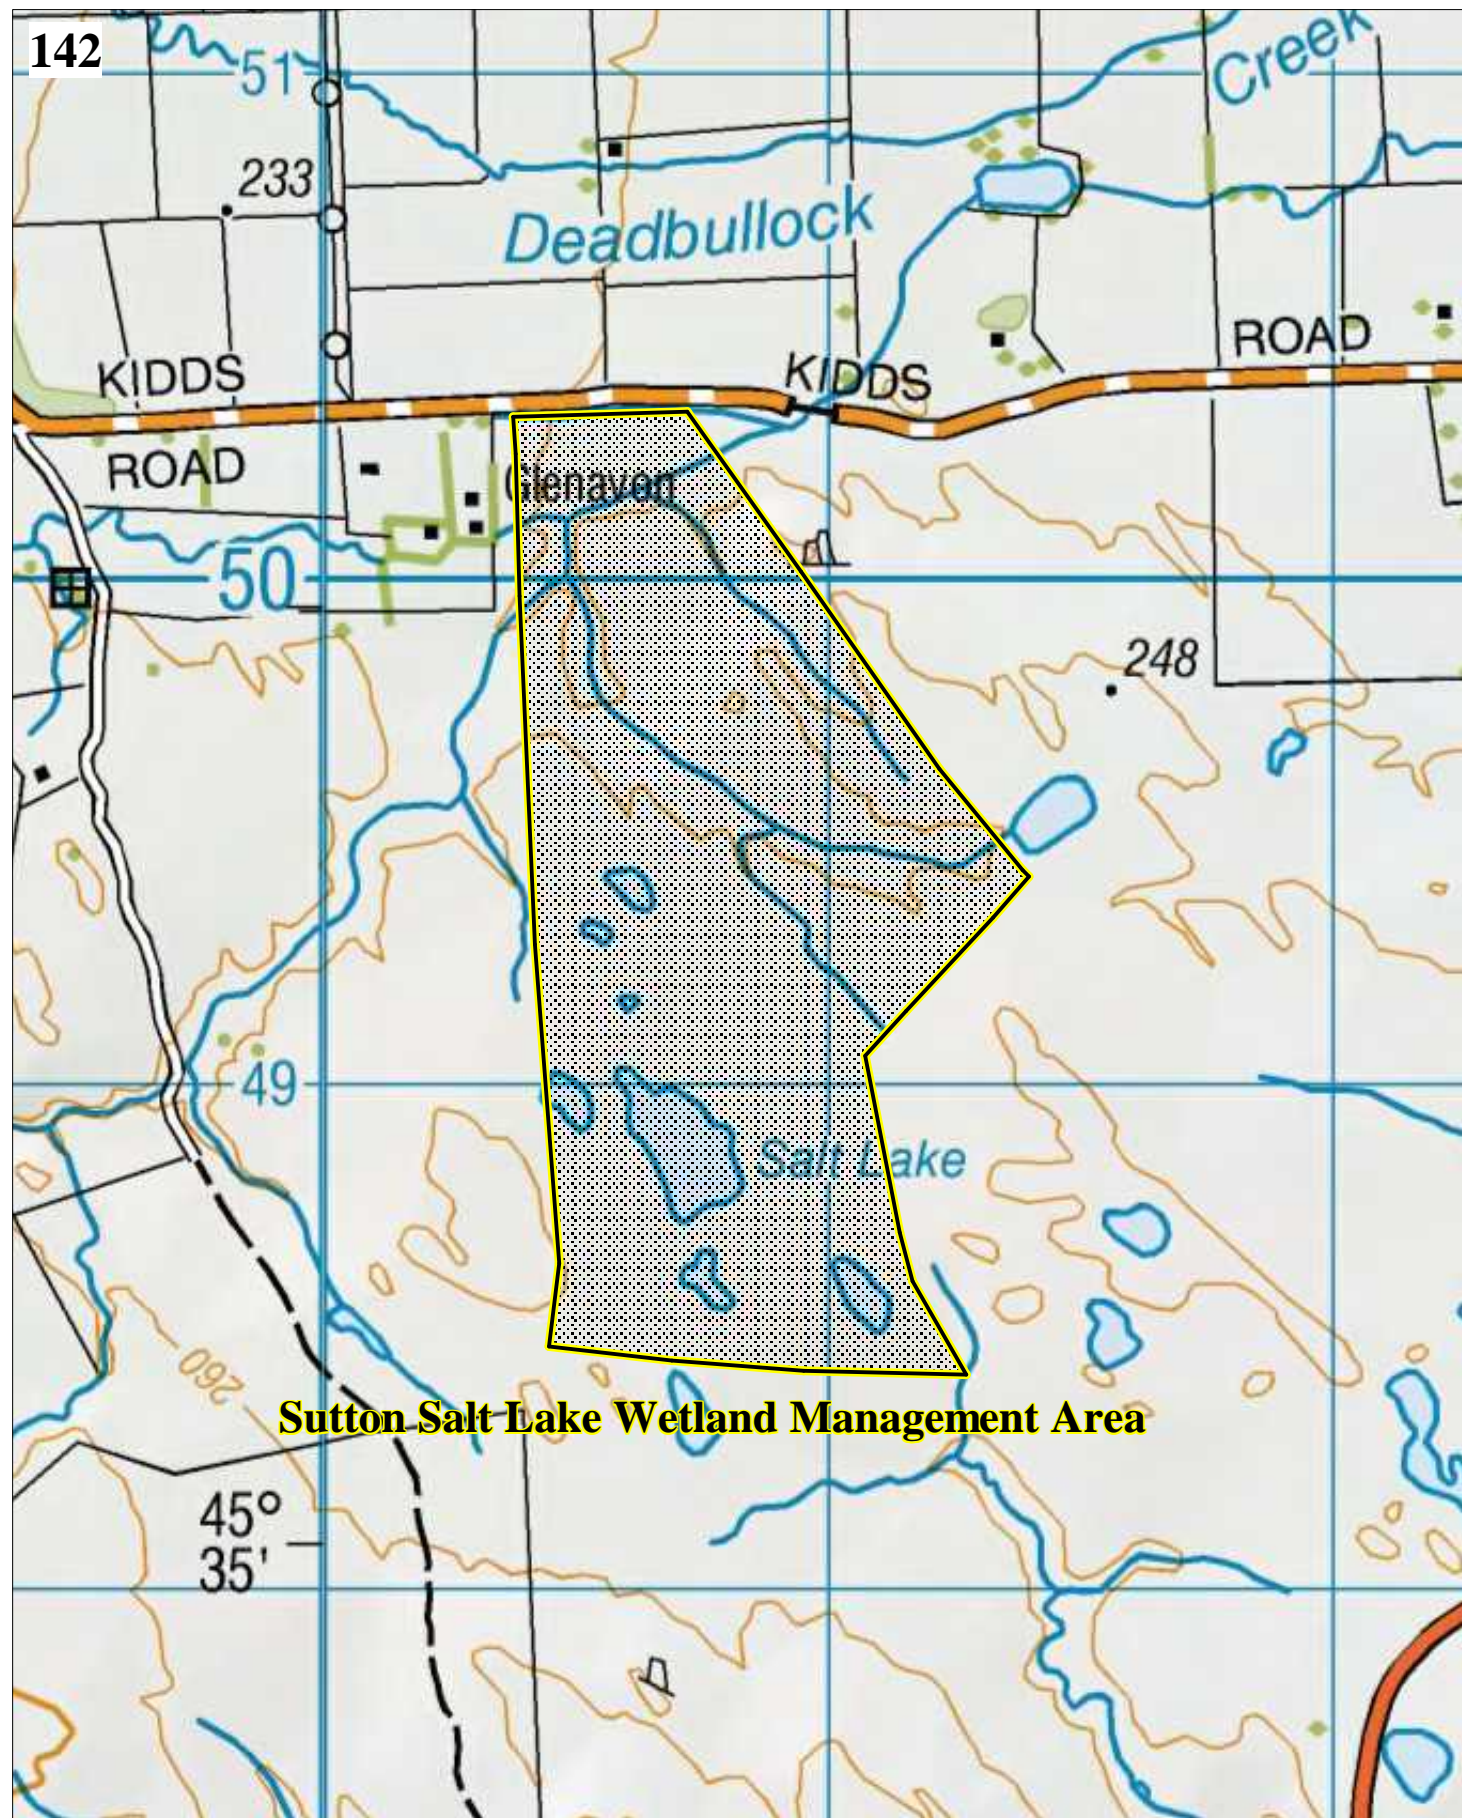 142
51
Creek
233
Deadbullock
KIDDS
KIDDS
ROAD
ROAD
Glenavon
50
248
49
Salt Lake
260
Sutton Salt Lake Wetland Management Area
45°
35'